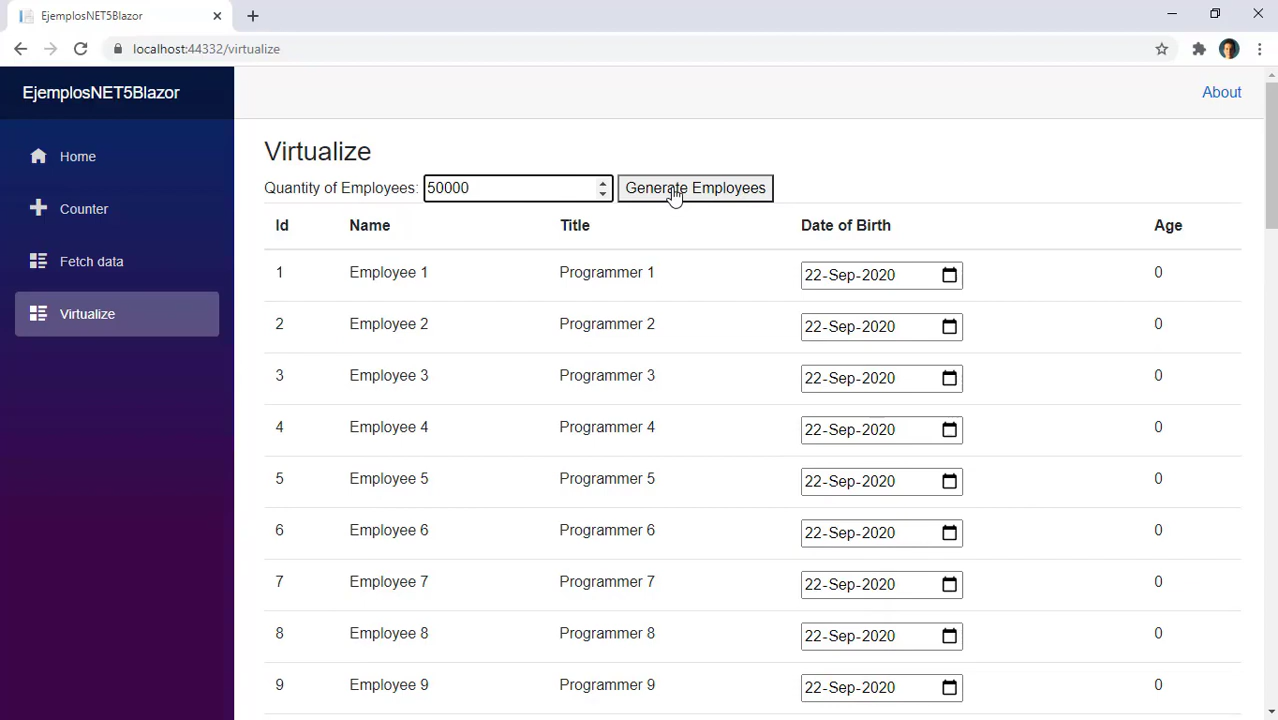 EjemplosNET5Blazor
localhost:44332/virtualize
EjemplosNET5Blazor
About
Home
Counter
Fetch data
Virtualize
Virtualize
Quantity of Employees: 50000 Generate Employees
Id Name Title Date of Birth Age
1 Employee 1 Programmer 1 22-Sep-2020 0
2 Employee 2 Programmer 2 22-Sep-2020 0
3 Employee 3 Programmer 3 22-Sep-2020 0
4 Employee 4 Programmer 4 22-Sep-2020 0
5 Employee 5 Programmer 5 22-Sep-2020 0
6 Employee 6 Programmer 6 22-Sep-2020 0
7 Employee 7 Programmer 7 22-Sep-2020 0
8 Employee 8 Programmer 8 22-Sep-2020 0
9 Employee 9 Programmer 9 22-Sep-2020 0